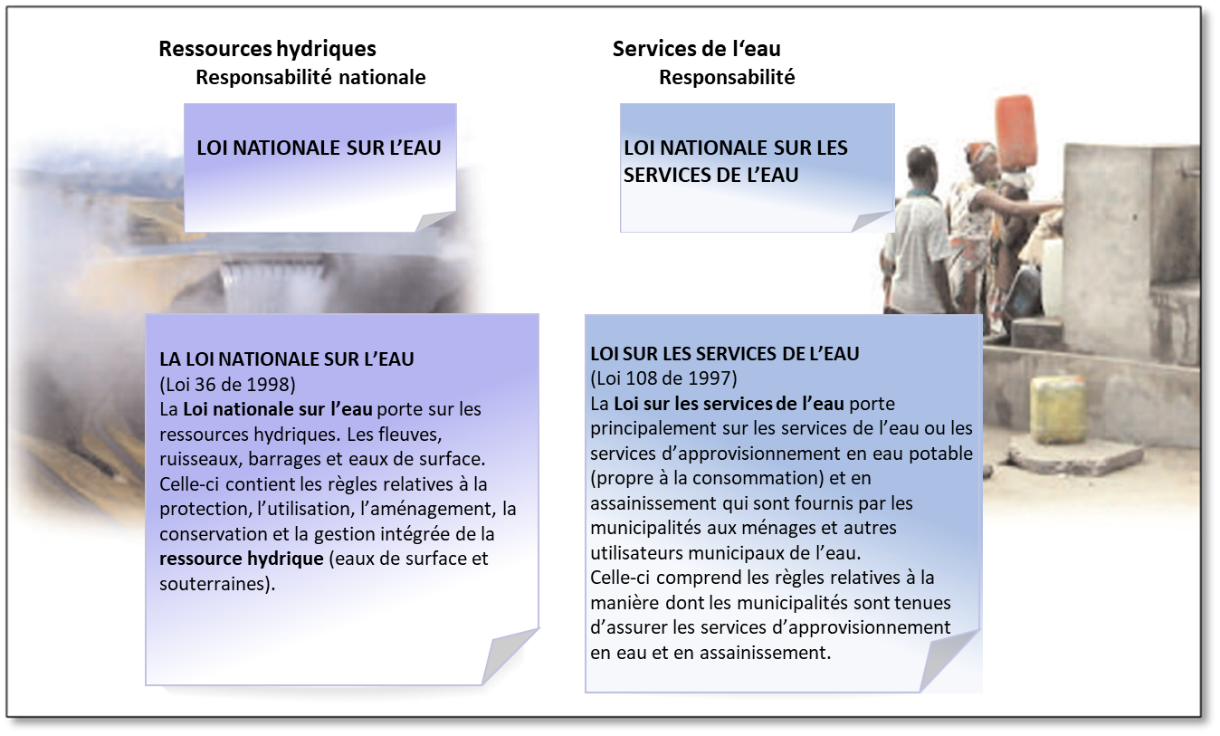 Ressources hydriques
Responsabilité nationale
LOI NATIONALE SUR L’EAU
LA LOI NATIONALE SUR L’EAU
(Loi 36 de 1998)
La Loi nationale sur l’eau porte sur les
ressources hydriques. Les fleuves,
ruisseaux, barrages et eaux de surface.
Celle-ci contient les règles relatives à la
protection, l’utilisation, l’aménagement, la
conservation et la gestion intégrée de la
ressource hydrique (eaux de surface et
souterraines).
Services de l‘eau
Responsabilité
LOI NATIONALE SUR LES
SERVICES DE L’EAU
LOI SUR LES SERVICES DE L’EAU
(Loi 108 de 1997)
La Loi sur les services de l’eau porte
principalement sur les services de l’eau ou les
services d’approvisionnement en eau potable
(propre à la consommation) et en
assainissement qui sont fournis par les
municipalités aux ménages et autres
utilisateurs municipaux de l’eau.
Celle-ci comprend les règles relatives à la
manière dont les municipalités sont tenues
d’assurer les services d’approvisionnement
en eau et en assainissement.